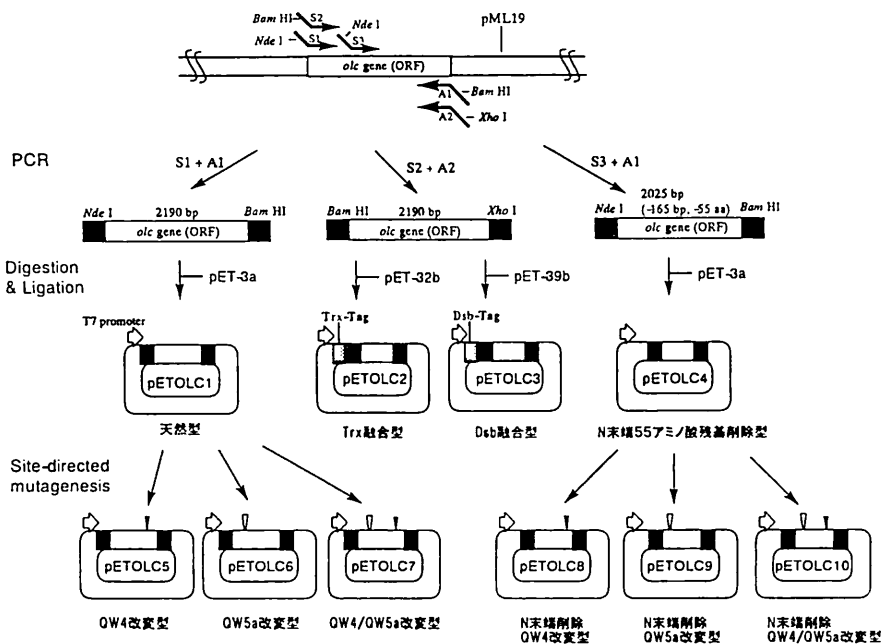 Bam HI
S2
Nde I
pML19
Nde I
S1
S3
olc gene (ORF)
A1
Bam HI
A2
Xho I
PCR
S1 + A1
S2 + A2
S3 + A1
Nde I
2190 bp
Bam HI
olc gene (ORF)
Bam HI
2190 bp
Xho I
olc gene (ORF)
2025 bp
(-165 bp, -55 aa)
Nde I
Bam HI
olc gene (ORF)
Digestion
& Ligation
pET-3a
pET-32b
pET-39b
pET-3a
T7 promoter
Trx-Tag
Dsb-Tag
pETOLC1
pETOLC2
pETOLC3
pETOLC4
天然型
Trx融合型
Dsb融合型
N末端55アミノ酸残基削除型
Site-directed
mutagenesis
pETOLC5
pETOLC6
pETOLC7
pETOLC8
pETOLC9
pETOLC10
QW4改変型
QW5a改変型
QW4/QW5a改変型
N末端削除
QW4改変型
N末端削除
QW5a改変型
N末端削除
QW4/QW5a改変型